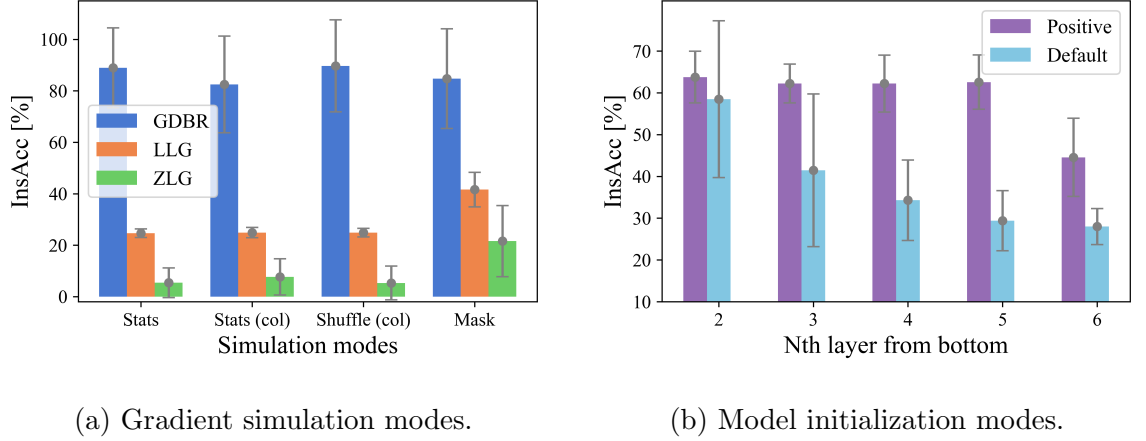 InsAcc [%]
100
80
60
40
20
0
GDBR
LLG
ZLG
Stats
Stats (col)
Shuffle (col)
Mask
Simulation modes
(a) Gradient simulation modes.
InsAcc [%]
70
60
50
40
30
20
10
Positive
Default
2
3
4
5
6
Nth layer from bottom
(b) Model initialization modes.